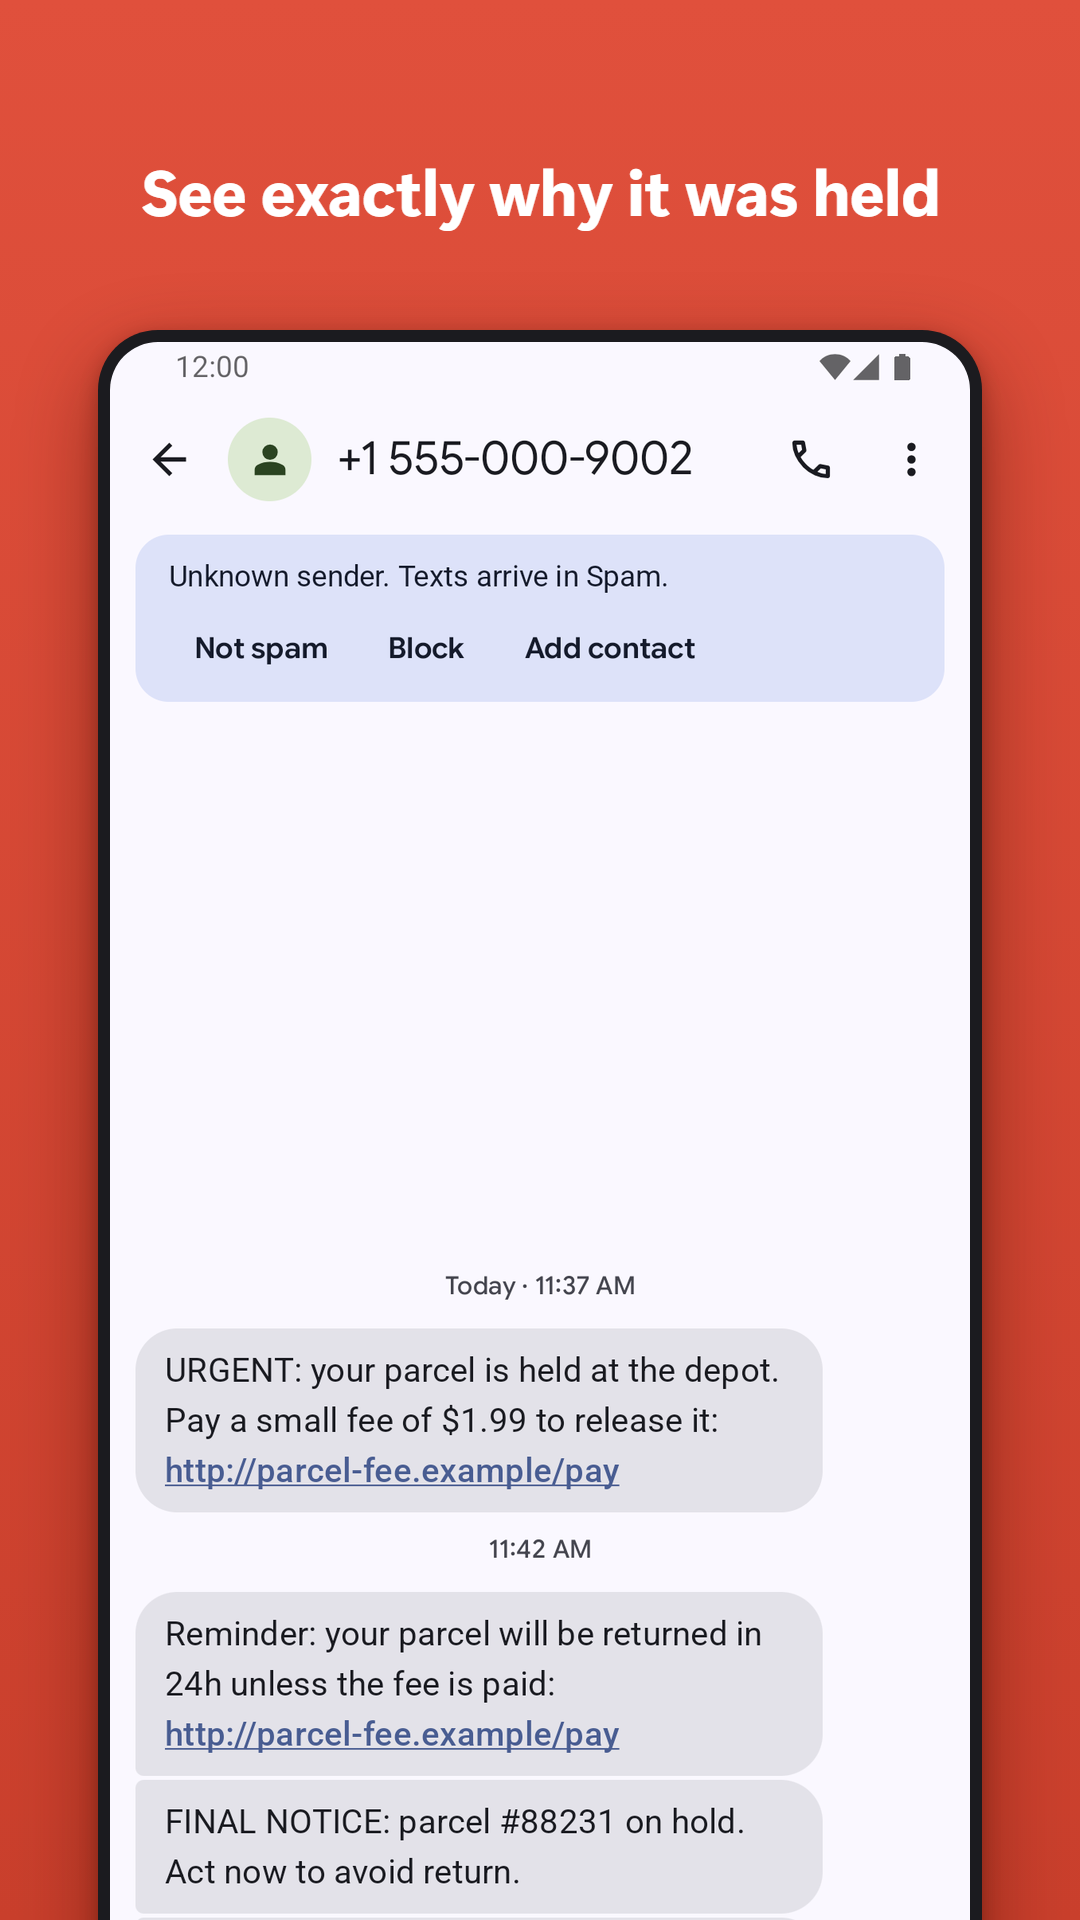 See exactly why it was held
12:00
+1 555-000-9002
Unknown sender. Texts arrive in Spam.
Not spam Block Add contact
Today · 11:37 AM
URGENT: your parcel is held at the depot.
Pay a small fee of $1.99 to release it:
http://parcel-fee.example/pay
11:42 AM
Reminder: your parcel will be returned in
24h unless the fee is paid:
http://parcel-fee.example/pay
FINAL NOTICE: parcel #88231 on hold.
Act now to avoid return.